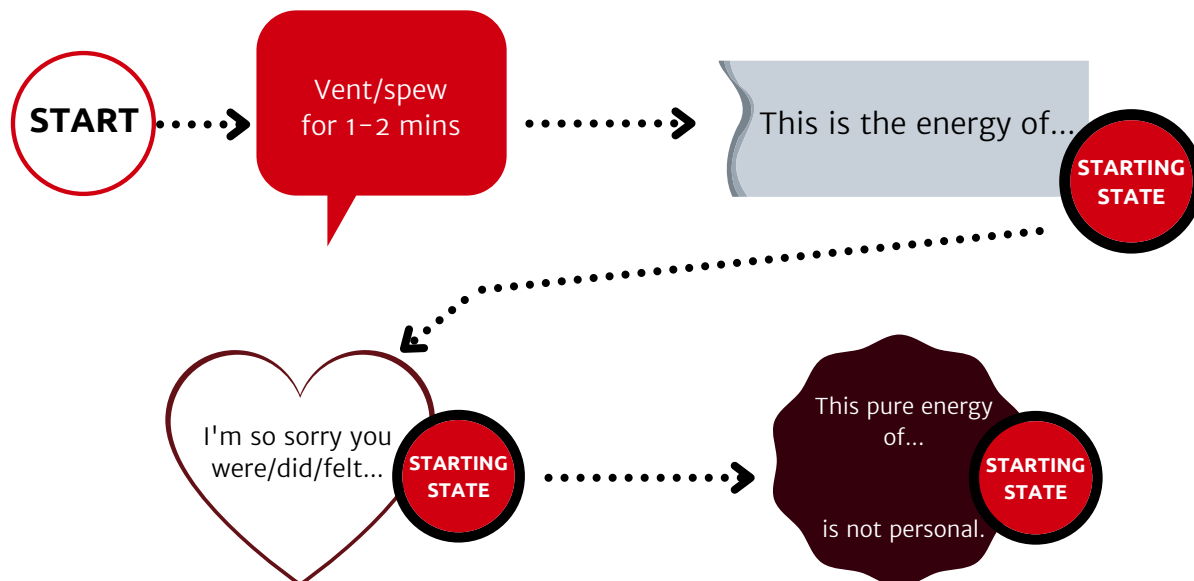 START
Vent/spew
for 1-2 mins
This is the energy of...
STARTING
STATE
I'm so sorry you
were/did/felt...
STARTING
STATE
This pure energy
of...
STARTING
STATE
is not personal.